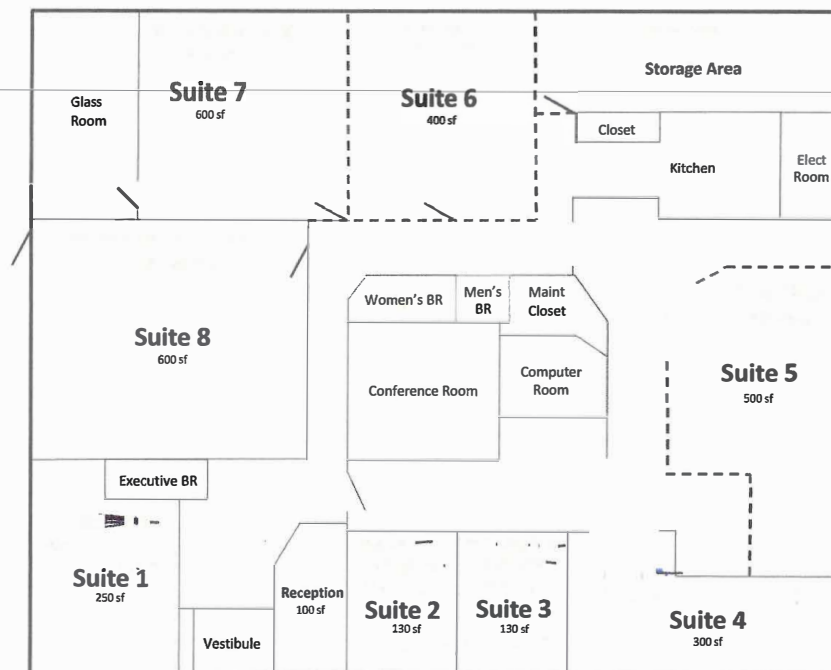 Glass
Room
Suite 7
600 sf
Suite 6
400 sf
Storage Area
Closet
Kitchen
Elect
Room
Suite 8
600 sf
Women's BR
Men's
BR
Maint
Closet
Conference Room
Computer
Room
Suite 5
500 sf
Executive BR
Suite 1
250 sf
Reception
100 sf
Vestibule
Suite 2
130 sf
Suite 3
130 sf
Suite 4
300 sf